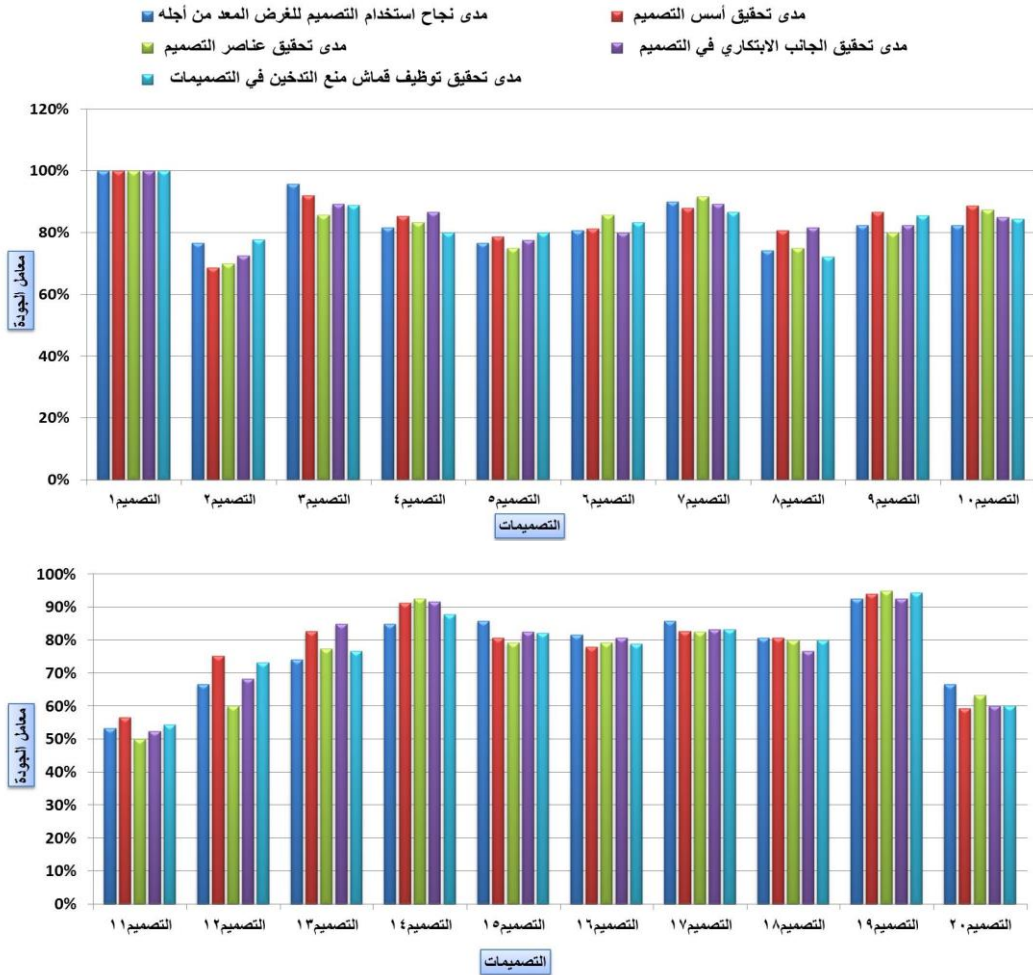 مدى نجاح استخدام التصميم للغرض المعد من أجله
مدى تحقيق أسس التصميم
مدى تحقيق عناصر التصميم
مدى تحقيق الجانب الابتكاري في التصميم
مدى تحقيق توظيف قماش منع التدخين في التصميمات
120%
100%
80%
60%
40%
20%
0%
معامل الجودة
التصميم١ التصميم٢ التصميم٣ التصميم٤ التصميم٥ التصميم٦ التصميم٧ التصميم٨ التصميم٩ التصميم١٠
التصميمات
100%
90%
80%
70%
60%
50%
40%
30%
20%
10%
0%
معامل الجودة
التصميم١١ التصميم١٢ التصميم١٣ التصميم١٤ التصميم١٥ التصميم١٦ التصميم١٧ التصميم١٨ التصميم١٩ التصميم٢٠
التصميمات